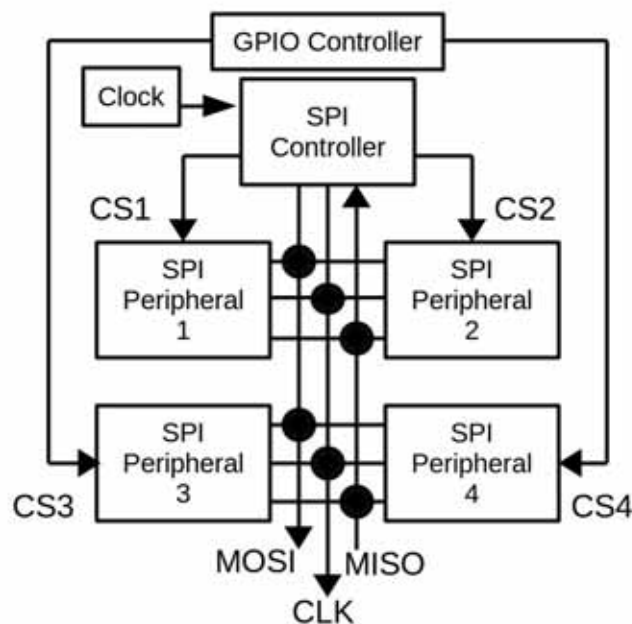 GPIO Controller
Clock
SPI
Controller
CS1
CS2
SPI
Peripheral
1
SPI
Peripheral
2
SPI
Peripheral
3
SPI
Peripheral
4
CS3
CS4
MOSI
MISO
CLK